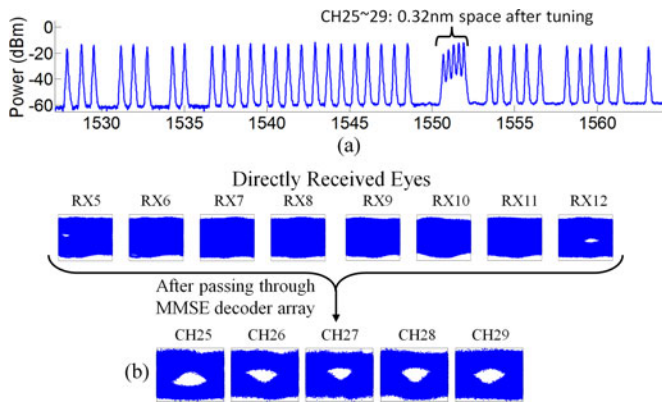 CH25~29: 0.32nm space after tuning
Power (dBm)
0
-20
-40
-60
1530 1535 1540 1545 1550 1555 1560
(a)
Directly Received Eyes
RX5 RX6 RX7 RX8 RX9 RX10 RX11 RX12
After passing through
MMSE decoder array
CH25 CH26 CH27 CH28 CH29
(b)